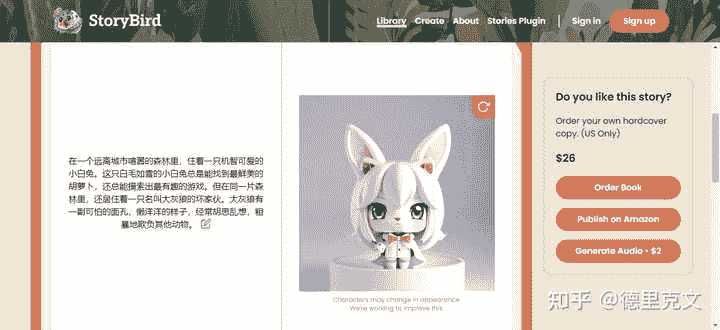 StoryBird
Library Create About Stories Plugin | Sign in Sign up
在一个远离城市喧嚣的森林里，住着一只机智可爱的
小白兔。这只白毛如雪的小白兔总是能找到最鲜美的
胡萝卜，还总能摸索出最有趣的游戏。但在同一片森
林里，还居住着一只名叫大灰狼的坏家伙。大灰狼有
一副可怕的面孔，懒洋洋的样子，经常胡思乱想，粗
暴地欺负其他动物。
Characters may change in appearance.
We're working to improve this.
Do you like this story?
Order your own hardcover
copy. (US Only)
$26
Order Book
Publish on Amazon
Generate Audio • $2
知乎 @德里克文